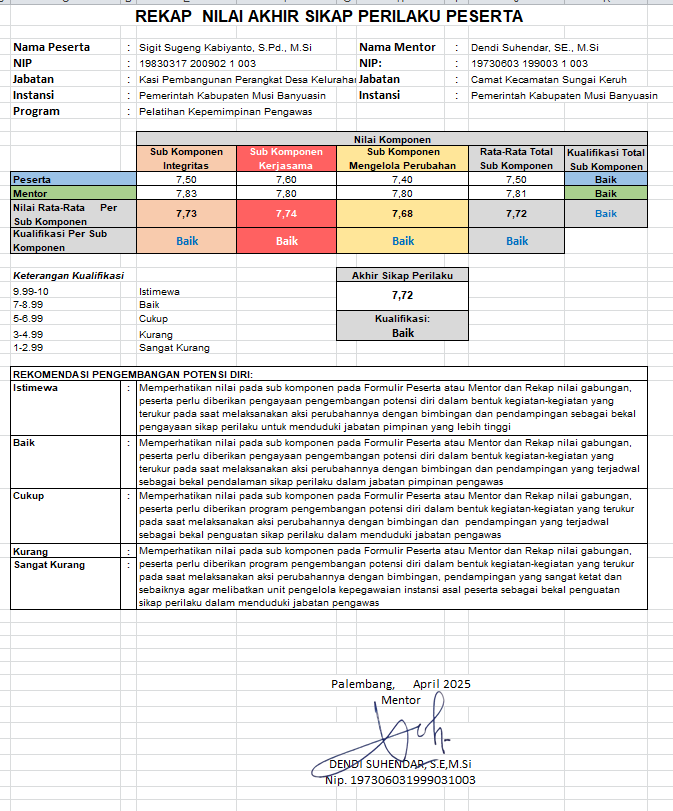 REKAP NILAI AKHIR SIKAP PERILAKU PESERTA
Nama Peserta : Sigit Sugeng Kabiyanto, S.Pd., M.Si Nama Mentor : Dendi Suhendar, SE., M.Si
NIP : 19830317 200902 1 003 NIP: : 19730603 199003 1 003
Jabatan : Kasi Pembangunan Perangkat Desa Kelurahan Jabatan : Camat Kecamatan Sungai Keruh
Instansi : Pemerintah Kabupaten Musi Banyuasin Instansi : Pemerintah Kabupaten Musi Banyuasin
Program : Pelatihan Kepemimpinan Pengawas
Nilai Komponen
Sub Komponen Integritas Sub Komponen Kerjasama Sub Komponen Mengelola Perubahan Rata-Rata Total Sub Komponen Kualifikasi Total Sub Komponen
Peserta 7,50 7,60 7,40 7,50 Baik
Mentor 7,83 7,80 7,80 7,81 Baik
Nilai Rata-Rata Per Sub Komponen 7,73 7,74 7,68 7,72 Baik
Kualifikasi Per Sub Komponen Baik Baik Baik Baik
Keterangan Kualifikasi
9.99-10 Istimewa
7-8.99 Baik
5-6.99 Cukup
3-4.99 Kurang
1-2.99 Sangat Kurang
Akhir Sikap Perilaku
7,72
Kualifikasi:
Baik
REKOMENDASI PENGEMBANGAN POTENSI DIRI:
Istimewa : Memperhatikan nilai pada sub komponen pada Formulir Peserta atau Mentor dan Rekap nilai gabungan,
peserta perlu diberikan pengayaan pengembangan potensi diri dalam bentuk kegiatan-kegiatan yang
terukur pada saat melaksanakan aksi perubahannya dengan bimbingan dan pendampingan sebagai bekal
pengayaan sikap perilaku untuk menduduki jabatan pimpinan yang lebih tinggi
Baik : Memperhatikan nilai pada sub komponen pada Formulir Peserta atau Mentor dan Rekap nilai gabungan,
peserta perlu diberikan pengayaan pengembangan potensi diri dalam bentuk kegiatan-kegiatan yang
terukur pada saat melaksanakan aksi perubahannya dengan bimbingan dan pendampingan yang terjadwal
sebagai bekal pendalaman sikap perilaku dalam jabatan pimpinan pengawas
Cukup : Memperhatikan nilai pada sub komponen pada Formulir Peserta atau Mentor dan Rekap nilai gabungan,
peserta perlu diberikan program pengembangan potensi diri dalam bentuk kegiatan-kegiatan yang terukur
pada saat melaksanakan aksi perubahannya dengan bimbingan dan pendampingan yang terjadwal
sebagai bekal penguatan sikap perilaku dalam menduduki jabatan pengawas
Kurang : Memperhatikan nilai pada sub komponen pada Formulir Peserta atau Mentor dan Rekap nilai gabungan,
Sangat Kurang : peserta perlu diberikan program pengembangan potensi diri dalam bentuk kegiatan-kegiatan yang terukur
pada saat melaksanakan aksi perubahannya dengan bimbingan, pendampingan yang sangat ketat dan
sebaiknya agar melibatkan unit pengelola kepegawaian instansi asal peserta sebagai bekal penguatan
sikap perilaku dalam menduduki jabatan pengawas
Palembang, April 2025
Mentor
DENDI SUHENDAR, S.E,M.Si
Nip. 197306031999031003